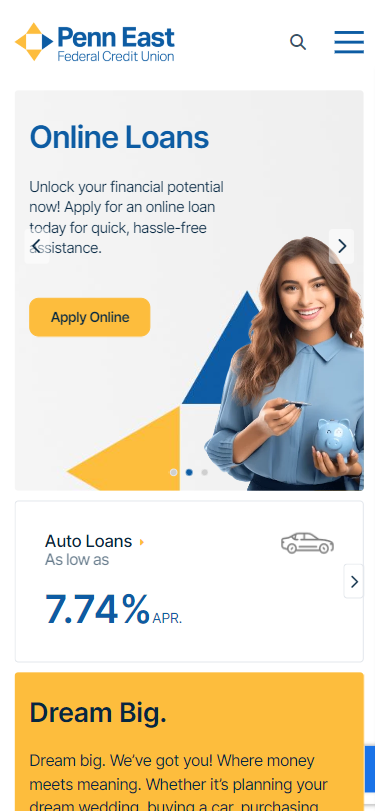 Penn East
Federal Credit Union
Online Loans
Unlock your financial potential
now! Apply for an online loan
today for quick, hassle-free
assistance.
Apply Online
Auto Loans
As low as
7.74% APR.
Dream Big.
Dream big. We've got you! Where money
meets meaning. Whether it's planning your
dream wedding, buying a car, purchasing